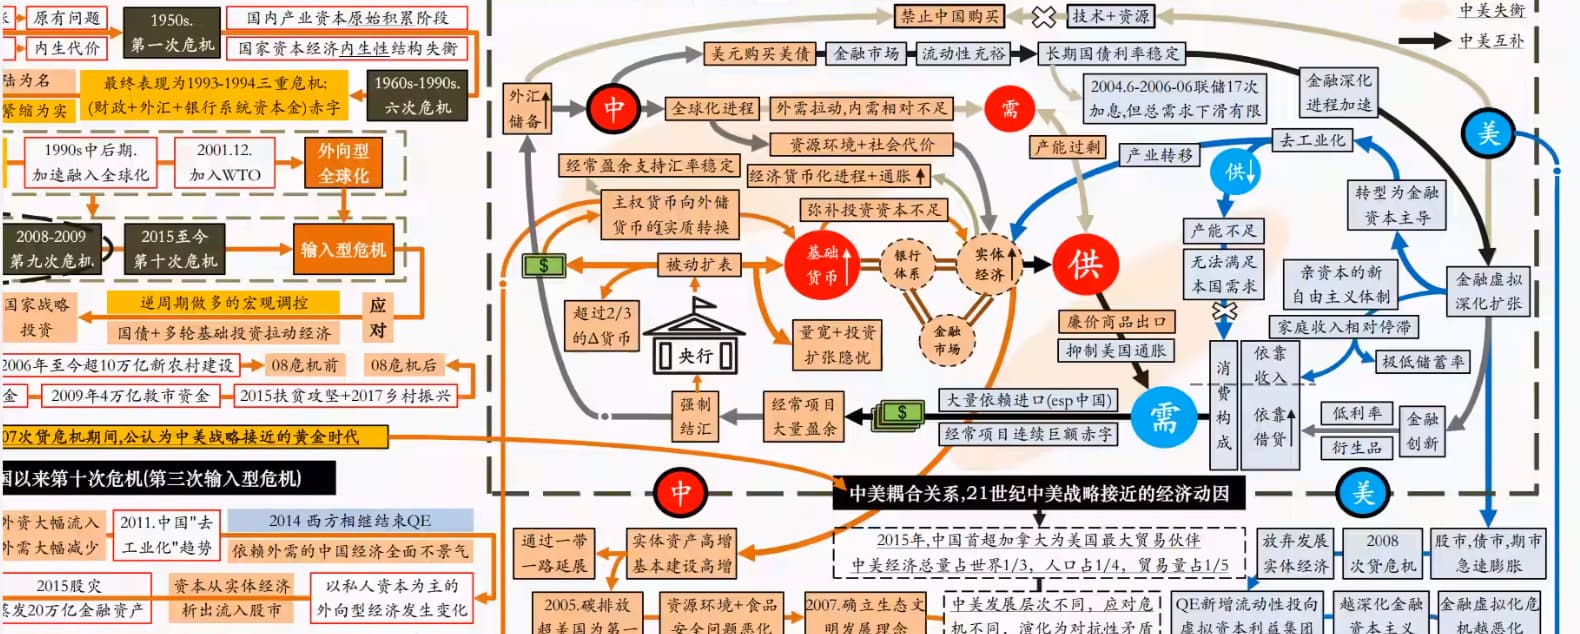 原有问题
内生代价
1950s.
第一次危机
国内产业资本原始积累阶段
国家资本经济内生性结构失衡
陆为名
紧缩为实
最终表现为1993-1994三重危机;
(财政+外汇+银行系统资本金)赤字
1960s-1990s.
六次危机
1990s中后期.
加速融入全球化
2001.12.
加入WTO
外向型
全球化
2008-2009
第九次危机
2015至今
第十次危机
输入型危机
国家战略
投资
逆周期做多的宏观调控
国债+多轮基础投资拉动经济
应
对
2006年至今超10万亿新农村建设
08危机前
08危机后
金
2009年4万亿救市资金
2015扶贫攻坚+2017乡村振兴
07次贷危机期间,公认为中美战略接近的黄金时代
国以来第十次危机(第三次输入型危机)
外资大幅流入
外需大幅减少
2011.中国"去
工业化"趋势
2014 西方相继结束QE
依赖外需的中国经济全面不景气
2015股灾
蒸发20万亿金融资产
资本从实体经济
析出流入股市
以私人资本为主的
外向型经济发生变化
禁止中国购买
技术+资源
中美失衡
中美互补
美元购买美债
金融市场
流动性充裕
长期国债利率稳定
外汇
储备
中
全球化进程
外需拉动,内需相对不足
需
2004.6-2006-06联储17次
加息,但总需求下滑有限
金融深化
进程加速
美
资源环境+社会代价
产能过剩
产业转移
去工业化
供
经常盈余支持汇率稳定
经济货币化进程+通胀
转型为金融
资本主导
主权货币向外储
货币的实质转换
弥补投资资本不足
产能不足
无法满足
本国需求
$
被动扩表
基础
货币
银行
体系
实体
经济
供
亲资本的新
自由主义体制
金融虚拟
深化扩张
超过2/3
的Δ货币
央行
量宽+投资
扩张隐忧
金融
市场
廉价商品出口
抑制美国通胀
家庭收入相对停滞
极低储蓄率
消
费
构
成
依靠
收入
依靠
借贷
强制
结汇
经常项目
大量盈余
$
大量依赖进口(esp中国)
经常项目连续巨额赤字
需
低利率
衍生品
金融
创新
中
中美耦合关系,21世纪中美战略接近的经济动因
美
通过一带
一路延展
实体资产高增
基本建设高增
2015年,中国首超加拿大为美国最大贸易伙伴
中美经济总量占世界1/3，人口占1/4，贸易量占1/5
放弃发展
实体经济
2008
次贷危机
股市,债市,期市
急速膨胀
2005.碳排放
超美国为第一
资源环境+食品
安全问题恶化
2007.确立生态文
明发展理念
中美发展层次不同，应对危
机不同，演化为对抗性矛盾
QE新增流动性投向
虚拟资本利益集团
越深化金融
资本主义
金融虚拟化危
机越恶化